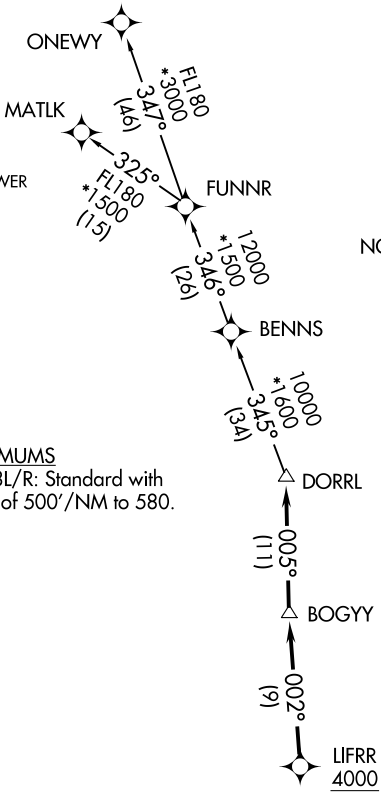 ONEWY
FL180
*3000
347°
(46)
MATLK
325°
FL180
*1500
(15)
WER
FUNNR
12000
*1500
346°
(26)
NO
BENNS
10000
*1600
345°
(34)
MUMS
BL/R: Standard with
of 500'/NM to 580.
DORRL
005°
(11)
BOGYY
002°
(9)
LIFRR
4000